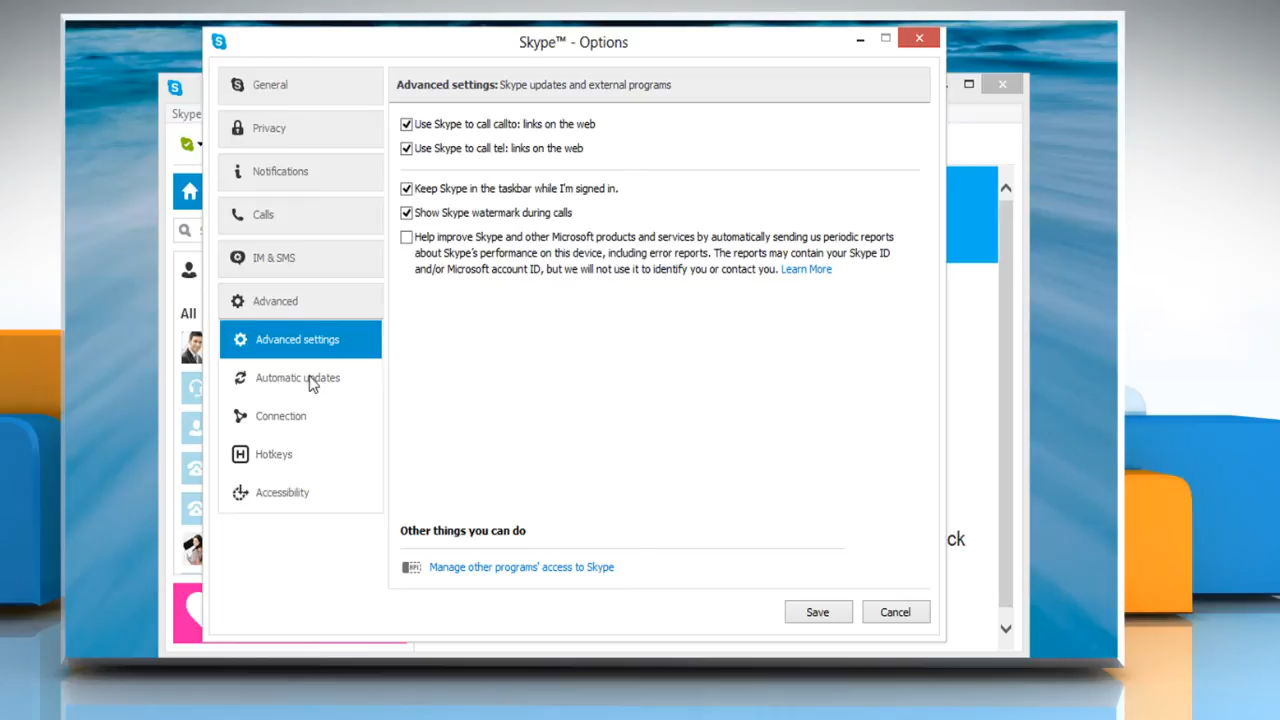 Skype™ - Options
Skype
All
General
Privacy
Notifications
Calls
IM & SMS
Advanced
Advanced settings
Automatic updates
Connection
Hotkeys
Accessibility
Advanced settings: Skype updates and external programs
Use Skype to call callto: links on the web
Use Skype to call tel: links on the web
Keep Skype in the taskbar while I'm signed in.
Show Skype watermark during calls
Help improve Skype and other Microsoft products and services by automatically sending us periodic reports
about Skype's performance on this device, including error reports. The reports may contain your Skype ID
and/or Microsoft account ID, but we will not use it to identify you or contact you. Learn More
Other things you can do
Manage other programs' access to Skype
Save
Cancel
ck